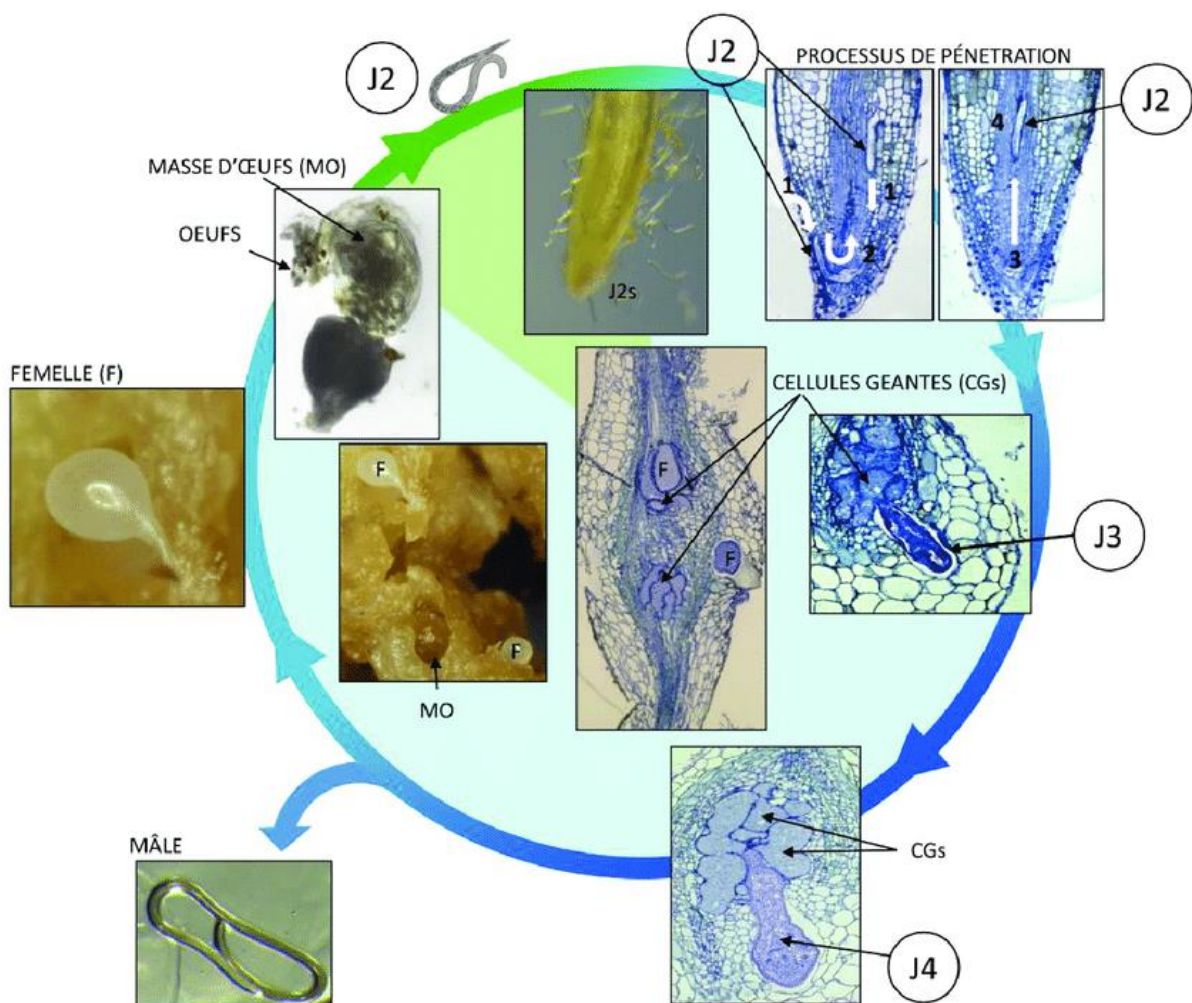 J2
J2
PROCESSUS DE PÉNETRATION
J2
MASSE D'ŒUFS (MO)
OEUFS
1
1
2
4
3
J2s
FEMELLE (F)
CELLULES GEANTES (CGs)
F
F
F
F
J3
MO
MÂLE
CGs
J4